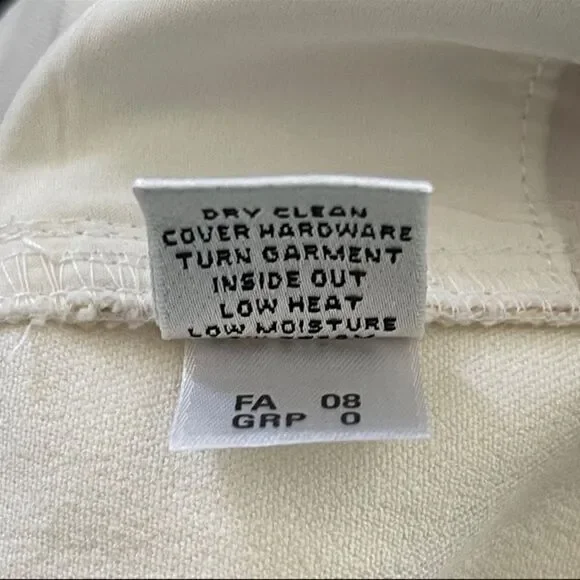 DRY CLEAN
COVER HARDWARE
TURN GARMENT
INSIDE OUT
LOW HEAT
LOW MOISTURE
FA 08
GRP 0